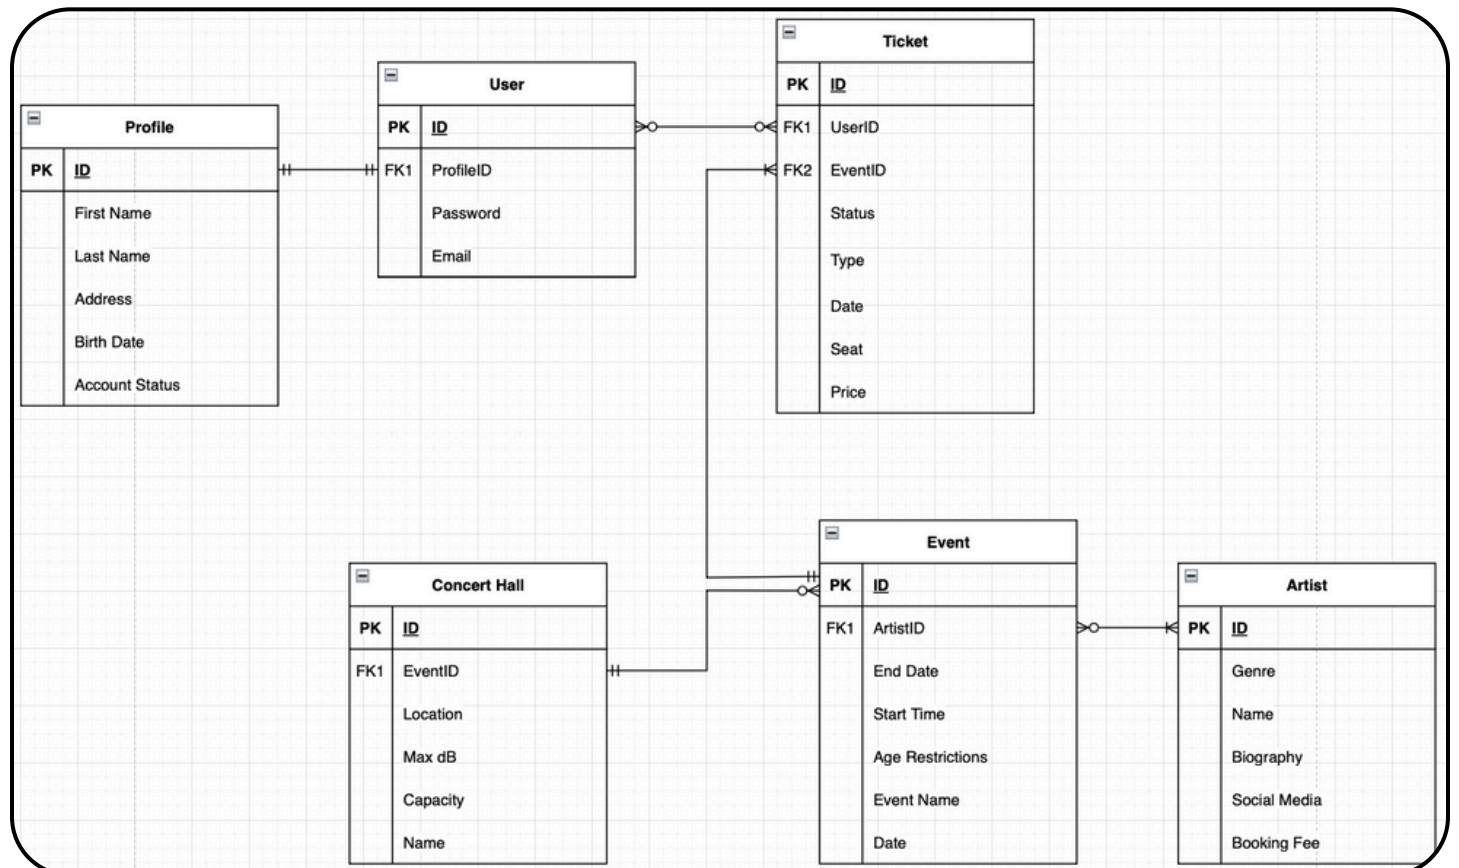 Profile
PK ID
First Name
Last Name
Address
Birth Date
Account Status
User
PK ID
FK1 ProfileID
Password
Email
Ticket
PK ID
FK1 UserID
FK2 EventID
Status
Type
Date
Seat
Price
Concert Hall
PK ID
FK1 EventID
Location
Max dB
Capacity
Name
Event
PK ID
FK1 ArtistID
End Date
Start Time
Age Restrictions
Event Name
Date
Artist
PK ID
Genre
Name
Biography
Social Media
Booking Fee